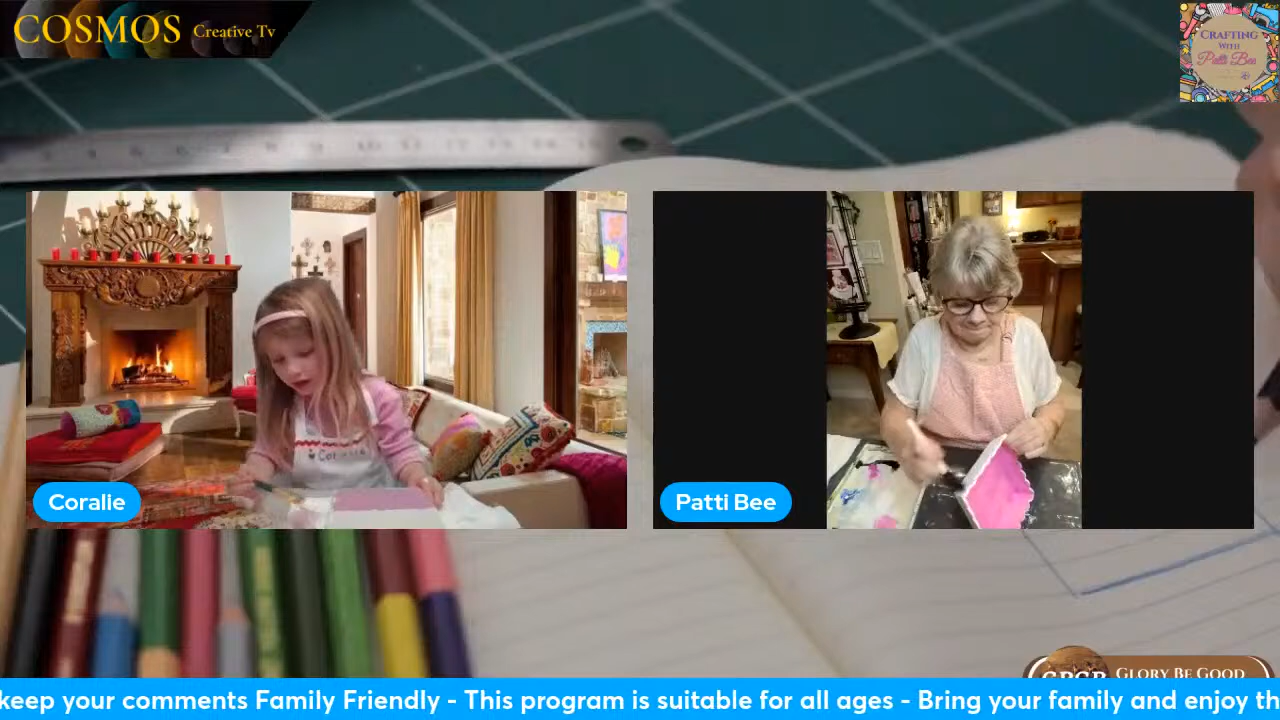 COSMOS Creative Tv
CRAFTING
WITH
Patti Bee
Coralie
Patti Bee
GLORY BE GOOD
keep your comments Family Friendly - This program is suitable for all ages - Bring your family and enjoy th